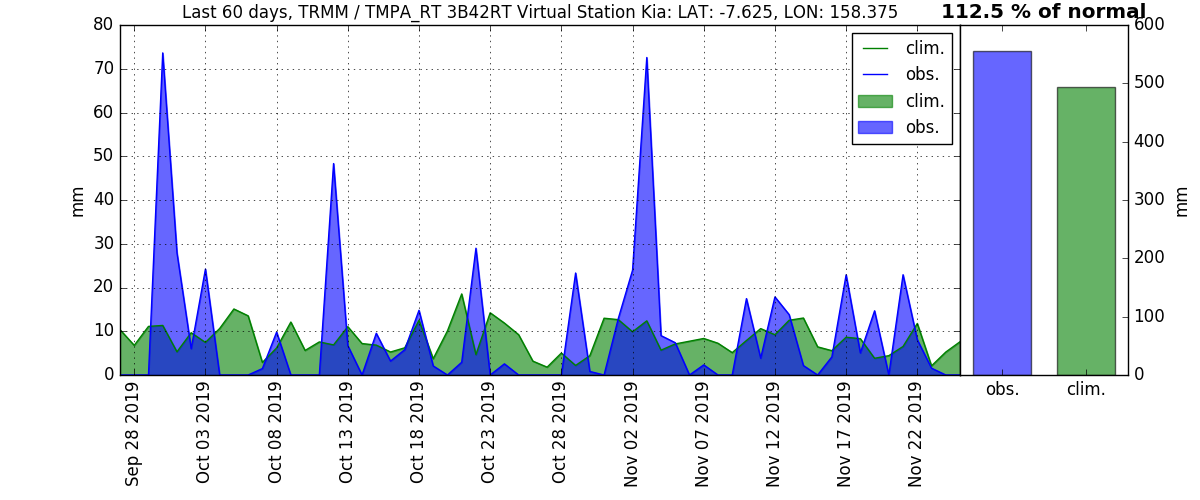 Last 60 days, TRMM / TMPA_RT 3B42RT Virtual Station Kia: LAT: -7.625, LON: 158.375
112.5 % of normal
80
70
60
50
40
30
20
10
0
mm
clim.
obs.
clim.
obs.
Sep 28 2019
Oct 03 2019
Oct 08 2019
Oct 13 2019
Oct 18 2019
Oct 23 2019
Oct 28 2019
Nov 02 2019
Nov 07 2019
Nov 12 2019
Nov 17 2019
Nov 22 2019
600
500
400
300
200
100
0
mm
obs.
clim.